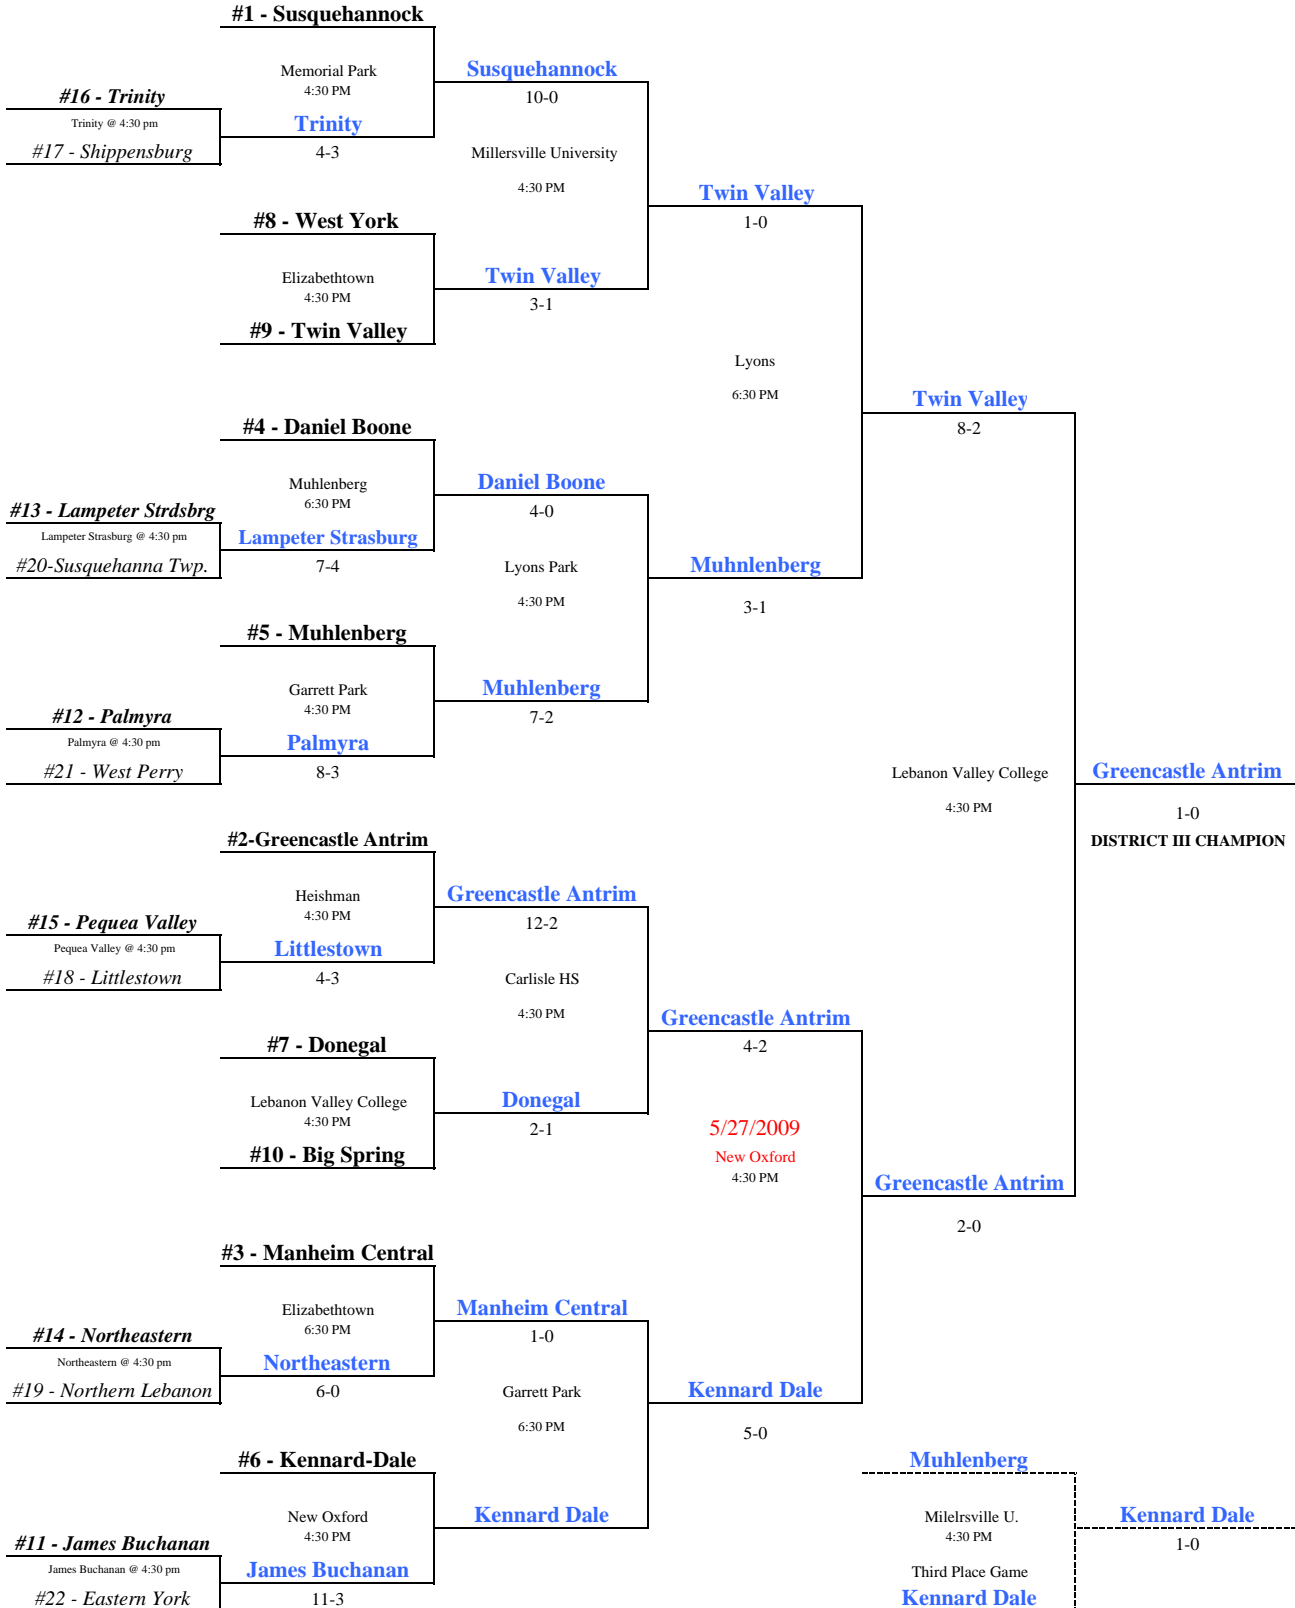 #1 - Susquehannock
Memorial Park
4:30 PM
Susquehannock
10-0
#16 - Trinity
Trinity @ 4:30 pm
#17 - Shippensburg
Trinity
4-3
Millersville University
4:30 PM
Twin Valley
1-0
#8 - West York
Elizabethtown
4:30 PM
#9 - Twin Valley
Twin Valley
3-1
Lyons
6:30 PM
Twin Valley
8-2
#4 - Daniel Boone
Muhlenberg
6:30 PM
Daniel Boone
4-0
#13 - Lampeter Strdsbrg
Lampeter Strasburg @ 4:30 pm
#20-Susquehanna Twp.
Lampeter Strasburg
7-4
Lyons Park
4:30 PM
Muhnlenberg
3-1
#5 - Muhlenberg
Garrett Park
4:30 PM
Muhlenberg
7-2
#12 - Palmyra
Palmyra @ 4:30 pm
#21 - West Perry
Palmyra
8-3
Lebanon Valley College
4:30 PM
Greencastle Antrim
1-0
DISTRICT III CHAMPION
#2-Greencastle Antrim
Heishman
4:30 PM
Greencastle Antrim
12-2
#15 - Pequea Valley
Pequea Valley @ 4:30 pm
#18 - Littlestown
Littlestown
4-3
Carlisle HS
4:30 PM
Greencastle Antrim
4-2
#7 - Donegal
Lebanon Valley College
4:30 PM
#10 - Big Spring
Donegal
2-1
5/27/2009
New Oxford
4:30 PM
Greencastle Antrim
2-0
#3 - Manheim Central
Elizabethtown
6:30 PM
Manheim Central
1-0
#14 - Northeastern
Northeastern @ 4:30 pm
#19 - Northern Lebanon
Northeastern
6-0
Garrett Park
6:30 PM
Kennard Dale
5-0
#6 - Kennard-Dale
New Oxford
4:30 PM
Kennard Dale
#11 - James Buchanan
James Buchanan @ 4:30 pm
#22 - Eastern York
James Buchanan
11-3
Muhlenberg
Milelrsville U.
4:30 PM
Third Place Game
Kennard Dale
Kennard Dale
1-0